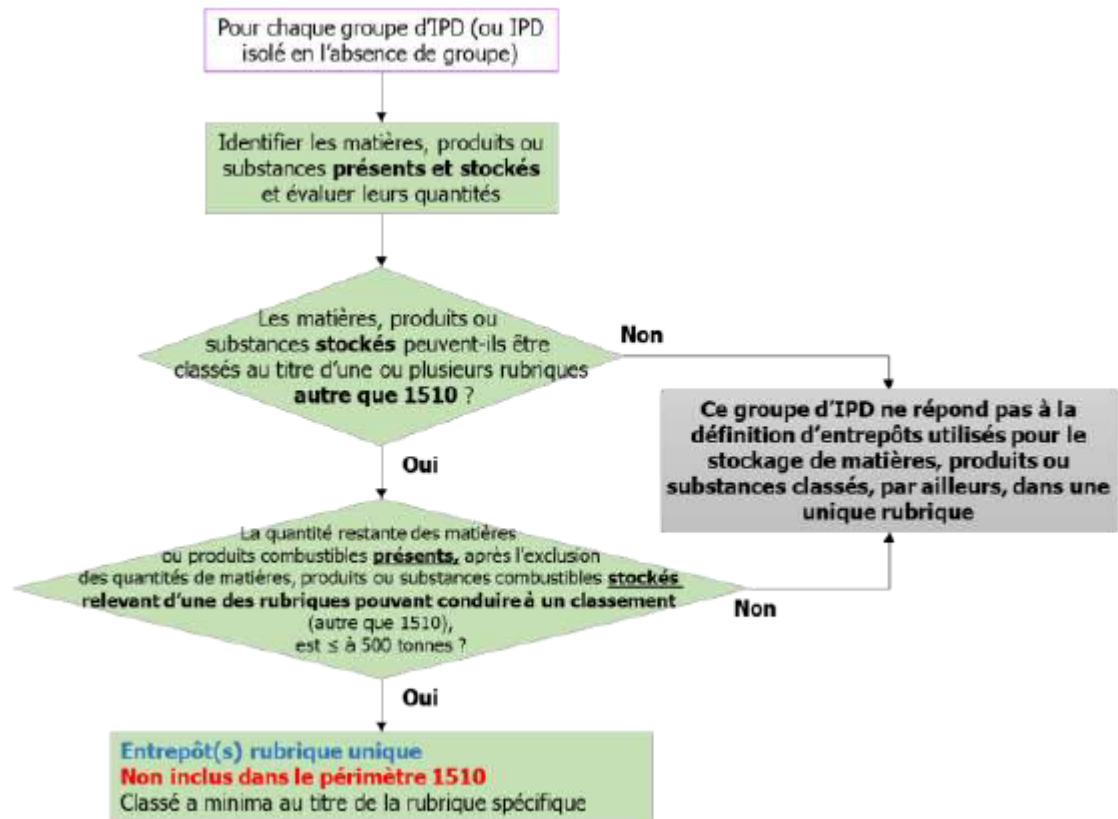 Pour chaque groupe d'IPD (ou IPD
isolé en l'absence de groupe)
Identifier les matières, produits ou
substances présents et stockés
et évaluer leurs quantités
Les matières, produits ou
substances stockés peuvent-ils être
classés au titre d'une ou plusieurs rubriques
autre que 1510 ?
Non
Ce groupe d'IPD ne répond pas à la
définition d'entrepôts utilisés pour le
stockage de matières, produits ou
substances classés, par ailleurs, dans une
unique rubrique
Oui
La quantité restante des matières
ou produits combustibles présents, après l'exclusion
des quantités de matières, produits ou substances combustibles stockés
relevant d'une des rubriques pouvant conduire à un classement
(autre que 1510),
est ≤ à 500 tonnes ?
Non
Oui
Entrepôt(s) rubrique unique
Non inclus dans le périmètre 1510
Classé a minima au titre de la rubrique spécifique